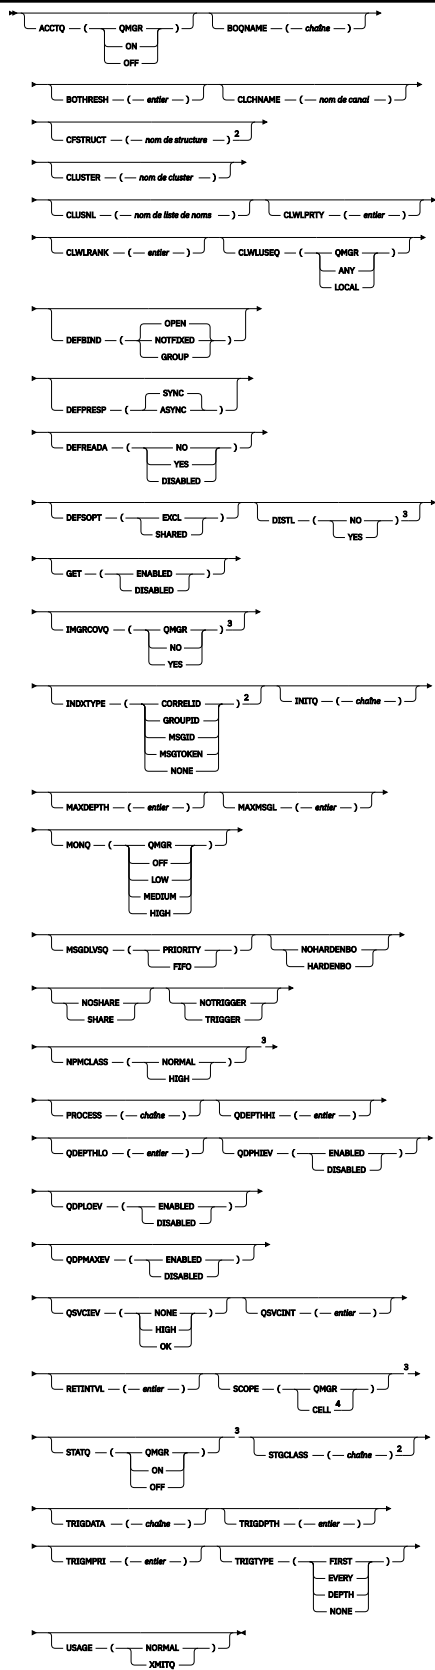 ACCTQ ( QMGR ) BOQNAME ( chaîne )
ON
OFF
BOTHRESH ( entier ) CLCHNAME ( nom de canal )
CFSTRUCT ( nom de structure ) 2
CLUSTER ( nom de cluster )
CLUSNL ( nom de liste de noms ) CLWLPRTY ( entier )
CLWLRANK ( entier ) CLWLUSEQ ( QMGR )
ANY
LOCAL
OPEN
DEFBIND ( NOTFIXED )
GROUP
SYNC
DEFPRESP ( ASYNC )
DEFREADA ( NO )
YES
DISABLED
DEFSOPT ( EXCL ) DISTL ( NO ) 3
SHARED YES
GET ( ENABLED )
DISABLED
IMGRCOVQ ( QMGR ) 3
NO
YES
INDXTYPE ( CORRELID ) 2 INITQ ( chaîne )
GROUPID
MSGID
MSGTOKEN
NONE
MAXDEPTH ( entier ) MAXMSGL ( entier )
MONQ ( QMGR )
OFF
LOW
MEDIUM
HIGH
MSGDLVSQ ( PRIORITY ) NOHARDENBO
FIFO HARDENBO
NOSHARE NOTRIGGER
SHARE TRIGGER
NPMCLASS ( NORMAL ) 3
HIGH
PROCESS ( chaîne ) QDEPTHHI ( entier )
QDEPTHLO ( entier ) QDPHIEV ( ENABLED )
DISABLED
QDPLOEV ( ENABLED )
DISABLED
QDPMAXEV ( ENABLED )
DISABLED
QSVCIEV ( NONE ) QSVCINT ( entier )
HIGH
OK
RETINTVL ( entier ) SCOPE ( QMGR ) 3
CELL 4
STATQ ( QMGR ) 3 STGCLASS ( chaîne ) 2
ON
OFF
TRIGDATA ( chaîne ) TRIGDPTH ( entier )
TRIGMPRI ( entier ) TRIGTYPE ( FIRST )
EVERY
DEPTH
NONE
USAGE ( NORMAL )
XMITQ